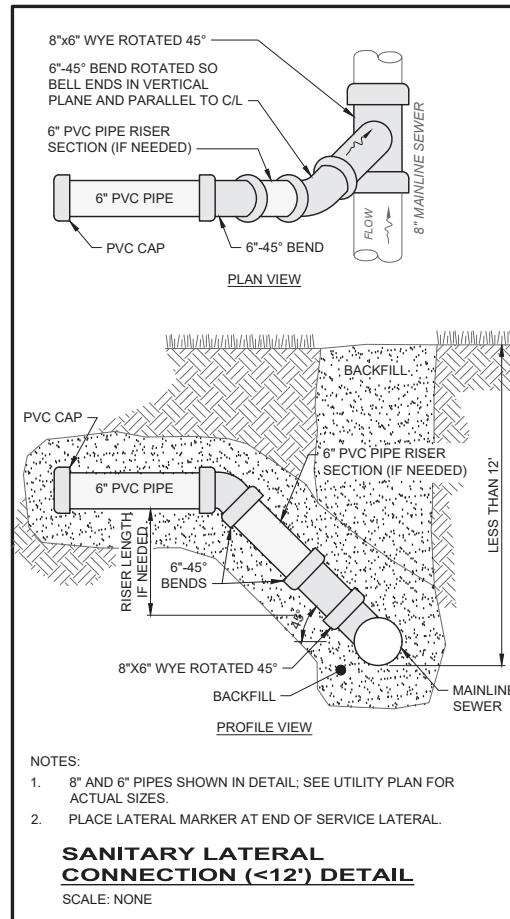 8"x6" WYE ROTATED 45°
6"-45° BEND ROTATED SO
BELL ENDS IN VERTICAL
PLANE AND PARALLEL TO C/L
6" PVC PIPE RISER
SECTION (IF NEEDED)
6" PVC PIPE
PVC CAP
6"-45° BEND
FLOW
8" MAINLINE SEWER
PLAN VIEW
BACKFILL
PVC CAP
6" PVC PIPE RISER
SECTION (IF NEEDED)
6" PVC PIPE
LESS THAN 12'
RISER LENGTH
IF NEEDED
6"-45°
BENDS
45°
8"X6" WYE ROTATED 45°
BACKFILL
MAINLINE
SEWER
PROFILE VIEW
NOTES:
1. 8" AND 6" PIPES SHOWN IN DETAIL; SEE UTILITY PLAN FOR
ACTUAL SIZES.
2. PLACE LATERAL MARKER AT END OF SERVICE LATERAL.
SANITARY LATERAL
CONNECTION (<12') DETAIL
SCALE: NONE